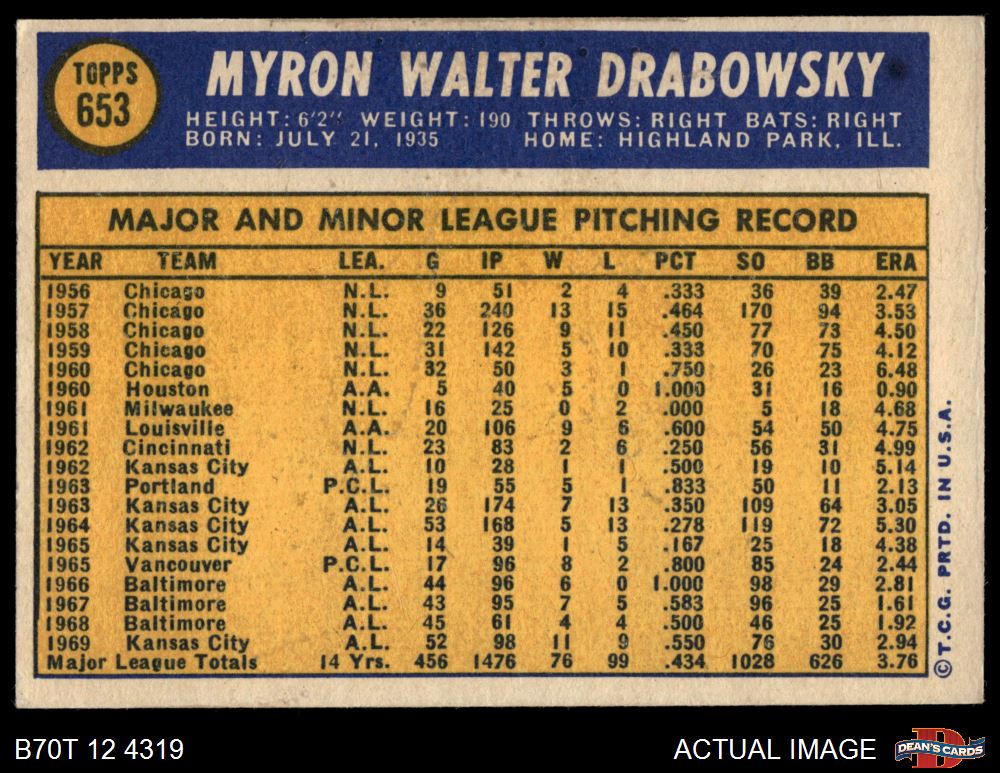 TOPPS
653
MYRON WALTER DRABOWSKY
HEIGHT: 6'2" WEIGHT: 190 THROWS: RIGHT BATS: RIGHT
BORN: JULY 21, 1935 HOME: HIGHLAND PARK, ILL.
MAJOR AND MINOR LEAGUE PITCHING RECORD
YEAR TEAM LEA. G IP W L PCT SO BB ERA
1956 Chicago N.L. 9 51 2 4 .333 36 39 2.47
1957 Chicago N.L. 36 240 13 15 .464 170 94 3.53
1958 Chicago N.L. 22 126 9 11 .450 77 73 4.50
1959 Chicago N.L. 31 142 5 10 .333 70 75 4.12
1960 Chicago N.L. 32 50 3 1 .750 26 23 6.48
1960 Houston A.A. 5 40 5 0 1.000 31 16 0.90
1961 Milwaukee N.L. 16 25 0 2 .000 5 18 4.68
1961 Louisville A.A. 20 106 9 6 .600 54 50 4.75
1962 Cincinnati N.L. 23 83 2 6 .250 56 31 4.99
1962 Kansas City A.L. 10 28 1 1 .500 19 10 5.14
1963 Portland P.C.L. 19 55 5 1 .833 50 11 2.13
1963 Kansas City A.L. 26 174 7 13 .350 109 64 3.05
1964 Kansas City A.L. 53 168 5 13 .278 119 72 5.30
1965 Kansas City A.L. 14 39 1 5 .167 25 18 4.38
1965 Vancouver P.C.L. 17 96 8 2 .800 85 24 2.44
1966 Baltimore A.L. 44 96 6 0 1.000 98 29 2.81
1967 Baltimore A.L. 43 95 7 5 .583 96 25 1.61
1968 Baltimore A.L. 45 61 4 4 .500 46 25 1.92
1969 Kansas City A.L. 52 98 11 9 .550 76 30 2.94
Major League Totals 14 Yrs. 456 1476 76 99 .434 1028 626 3.76
© T.C.G. PRTD. IN U.S.A.
B70T 12 4319
ACTUAL IMAGE
D
DEAN'S CARDS